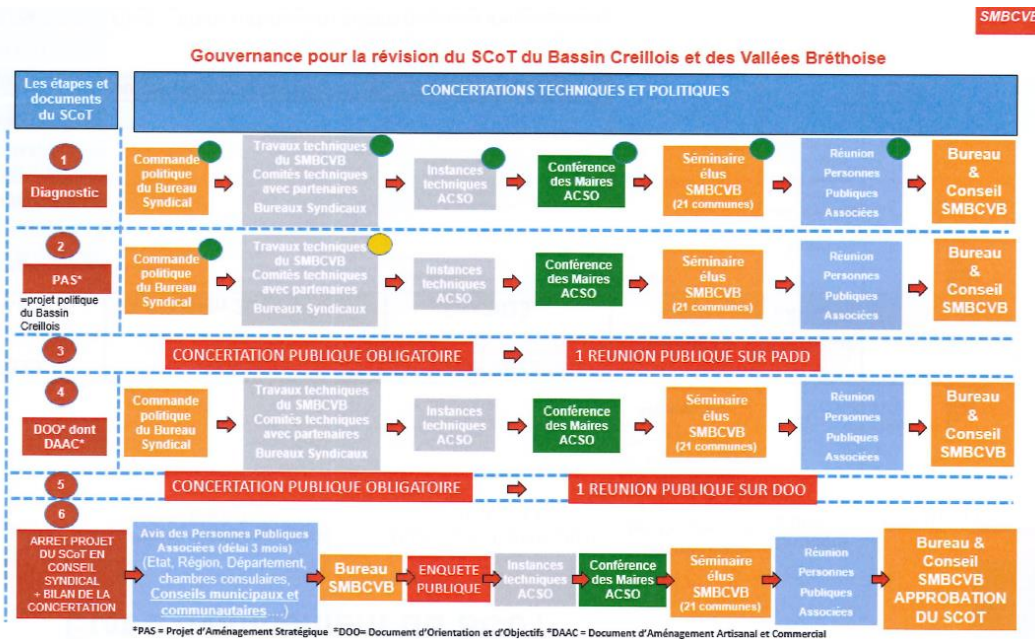 SMBCVB
Gouvernance pour la révision du SCoT du Bassin Creillois et des Vallées Bréthoise
Les étapes et
documents
du SCoT
CONCERTATIONS TECHNIQUES ET POLITIQUES
1
Diagnostic
Commande
politique
du Bureau
Syndical
Travaux techniques
du SMBCVB
Comités techniques
avec partenaires
Bureaux Syndicaux
Instances
techniques
ACSO
Conférence
des Maires
ACSO
Séminaire
élus
SMBCVB
(21 communes)
Réunion
Personnes
Publiques
Associées
Bureau
&
Conseil
SMBCVB
2
PAS*
=projet politique
du Bassin
Creillois
Commande
politique
du Bureau
Syndical
Travaux techniques
du SMBCVB
Comités techniques
avec partenaires
Bureaux Syndicaux
Instances
techniques
ACSO
Conférence
des Maires
ACSO
Séminaire
élus
SMBCVB
(21 communes)
Réunion
Personnes
Publiques
Associées
Bureau
&
Conseil
SMBCVB
3
CONCERTATION PUBLIQUE OBLIGATOIRE
1 REUNION PUBLIQUE SUR PADD
4
DOO* dont
DAAC*
Commande
politique
du Bureau
Syndical
Travaux techniques
du SMBCVB
Comités techniques
avec partenaires
Bureaux Syndicaux
Instances
techniques
ACSO
Conférence
des Maires
ACSO
Séminaire
élus
SMBCVB
(21 communes)
Réunion
Personnes
Publiques
Associées
Bureau
&
Conseil
SMBCVB
5
CONCERTATION PUBLIQUE OBLIGATOIRE
1 REUNION PUBLIQUE SUR DOO
6
ARRET PROJET
DU SCoT EN
CONSEIL
SYNDICAL
+ BILAN DE LA
CONCERTATION
Avis des Personnes Publiques
Associées (délai 3 mois)
(Etat, Région, Département,
chambres consulaires,
Conseils municipaux et
communautaires….)
Bureau
SMBCVB
ENQUETE
PUBLIQUE
Instances
techniques
ACSO
Conférence
des Maires
ACSO
Séminaire
élus
SMBCVB
(21 communes)
Réunion
Personnes
Publiques
Associées
Bureau &
Conseil
SMBCVB
APPROBATION
DU SCOT
*PAS = Projet d'Aménagement Stratégique *DOO= Document d'Orientation et d'Objectifs *DAAC = Document d'Aménagement Artisanal et Commercial